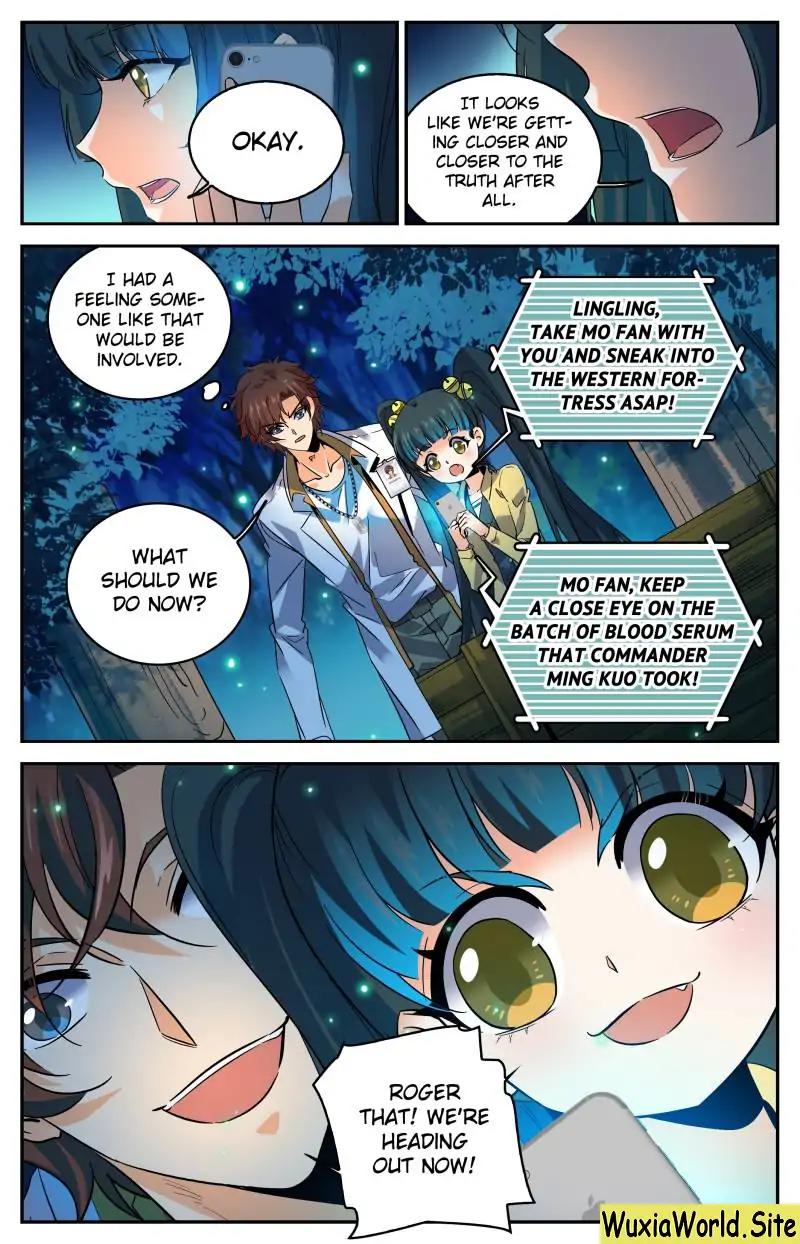 OKAY.
IT LOOKS
LIKE WE'RE GET-
ING CLOSER AND
CLOSER TO THE
TRUTH AFTER
ALL.
I HAD A
FEELING SOME-
ONE LIKE THAT
WOULD BE
INVOLVED.
LINGLING,
TAKE MO FAN WITH
YOU AND SNEAK INTO
THE WESTERN FOR-
TRESS ASAP!
WHAT
SHOULD WE
DO NOW?
MO FAN, KEEP
A CLOSE EYE ON THE
BATCH OF BLOOD SERUM
THAT COMMANDER
MING KUO TOOK!
ROGER
THAT! WE'RE
HEADING
OUT NOW!
WuxiaWorld.Site